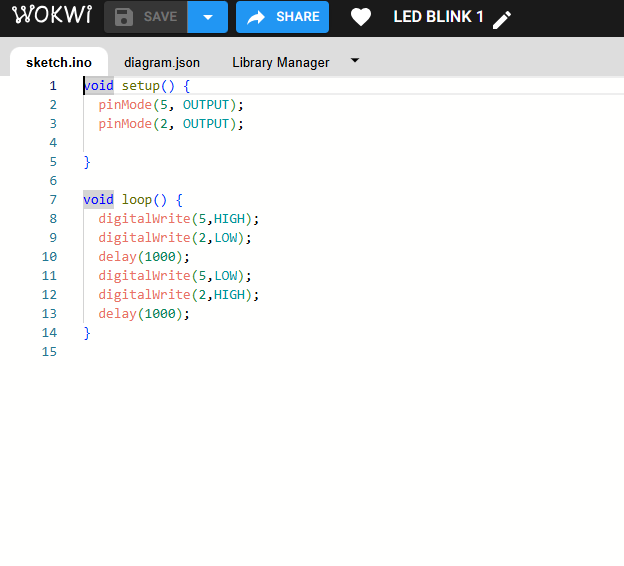 WOKWi SAVE SHARE LED BLINK 1
sketch.ino diagram.json Library Manager
1 void setup() {
2 pinMode(5, OUTPUT);
3 pinMode(2, OUTPUT);
4
5 }
6
7 void loop() {
8 digitalWrite(5,HIGH);
9 digitalWrite(2,LOW);
10 delay(1000);
11 digitalWrite(5,LOW);
12 digitalWrite(2,HIGH);
13 delay(1000);
14 }
15